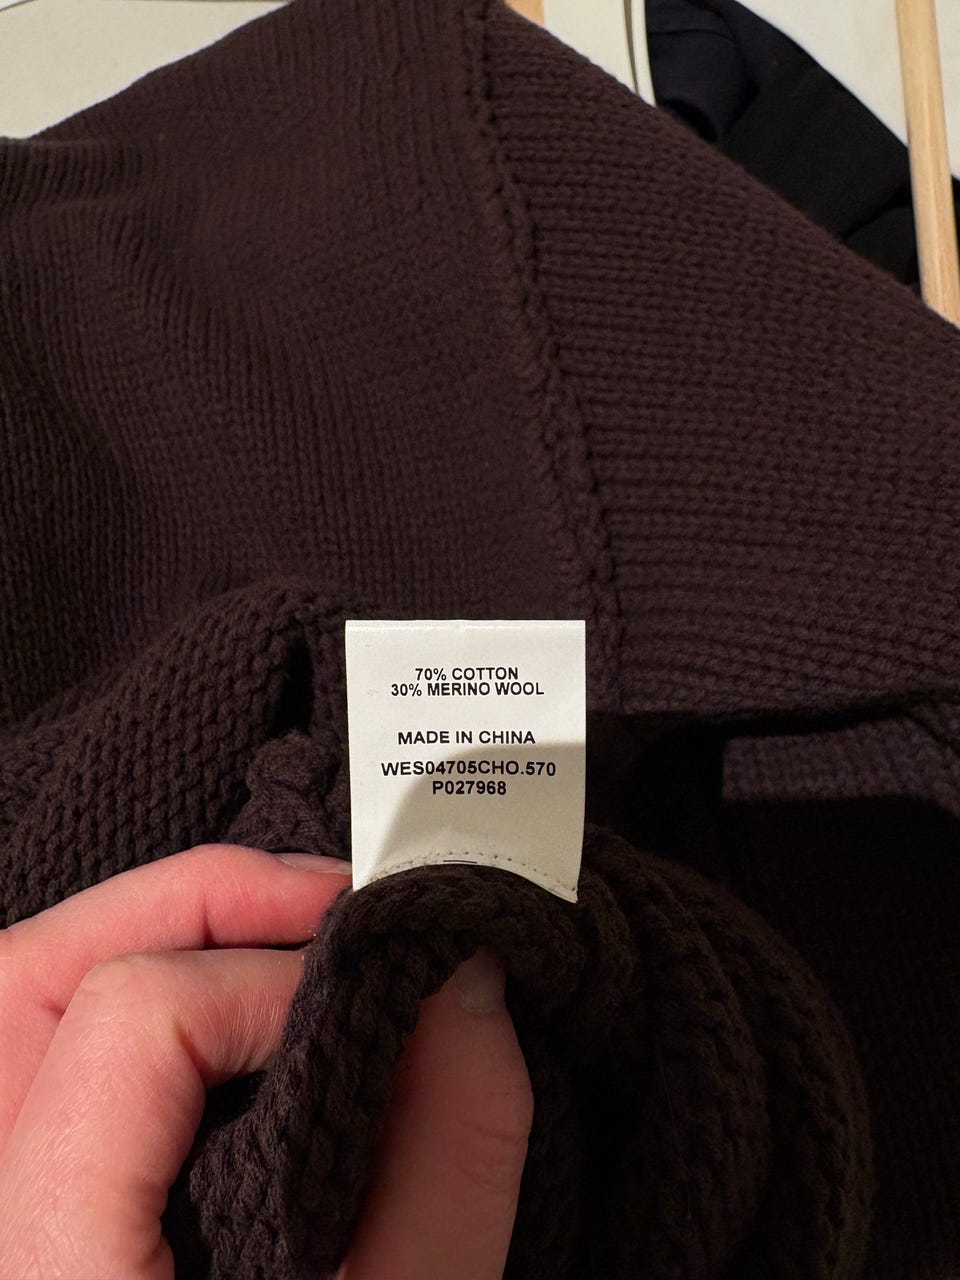 70% COTTON
30% MERINO WOOL
MADE IN CHINA
WES04705CHO.570
P027968